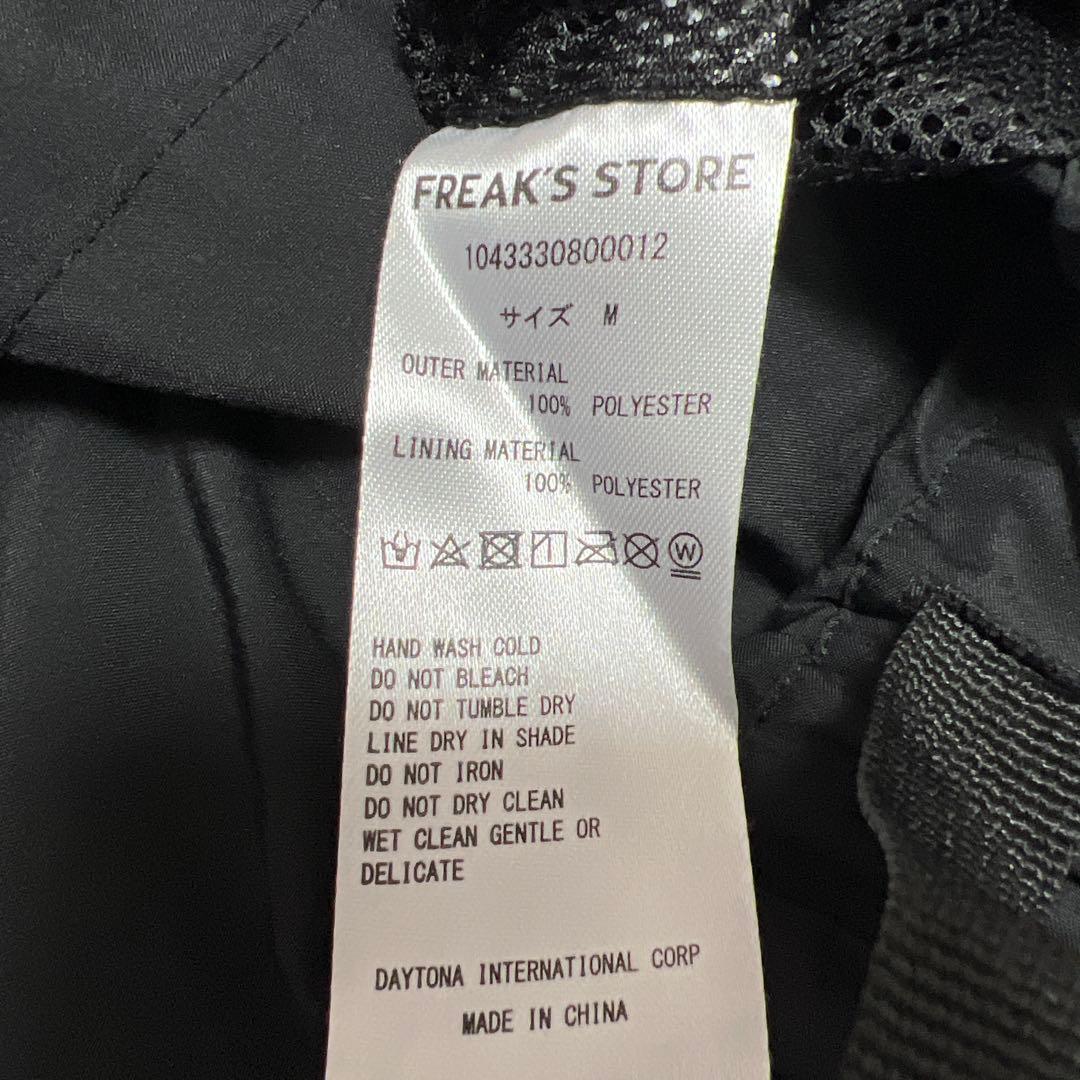 FREAK'S STORE
1043330800012
サイズ M
OUTER MATERIAL
100% POLYESTER
LINING MATERIAL
100% POLYESTER
W
HAND WASH COLD
DO NOT BLEACH
DO NOT TUMBLE DRY
LINE DRY IN SHADE
DO NOT IRON
DO NOT DRY CLEAN
WET CLEAN GENTLE OR
DELICATE
DAYTONA INTERNATIONAL CORP
MADE IN CHINA